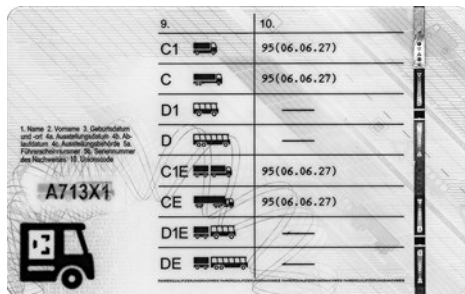 9. 10.
C1 95(06.06.27)
C 95(06.06.27)
D1 —
D —
1. Name 2. Vorname 3. Geburtsdatum
und -ort 4a. Ausstellungsdatum 4b. Ab-
laufdatum 4c. Ausstellungsbehörde 5a.
Führerscheinnummer 5b. Seriennummer
des Nachweises 10. Unionscode
C1E 95(06.06.27)
A713X1
CE 95(06.06.27)
D1E —
DE —